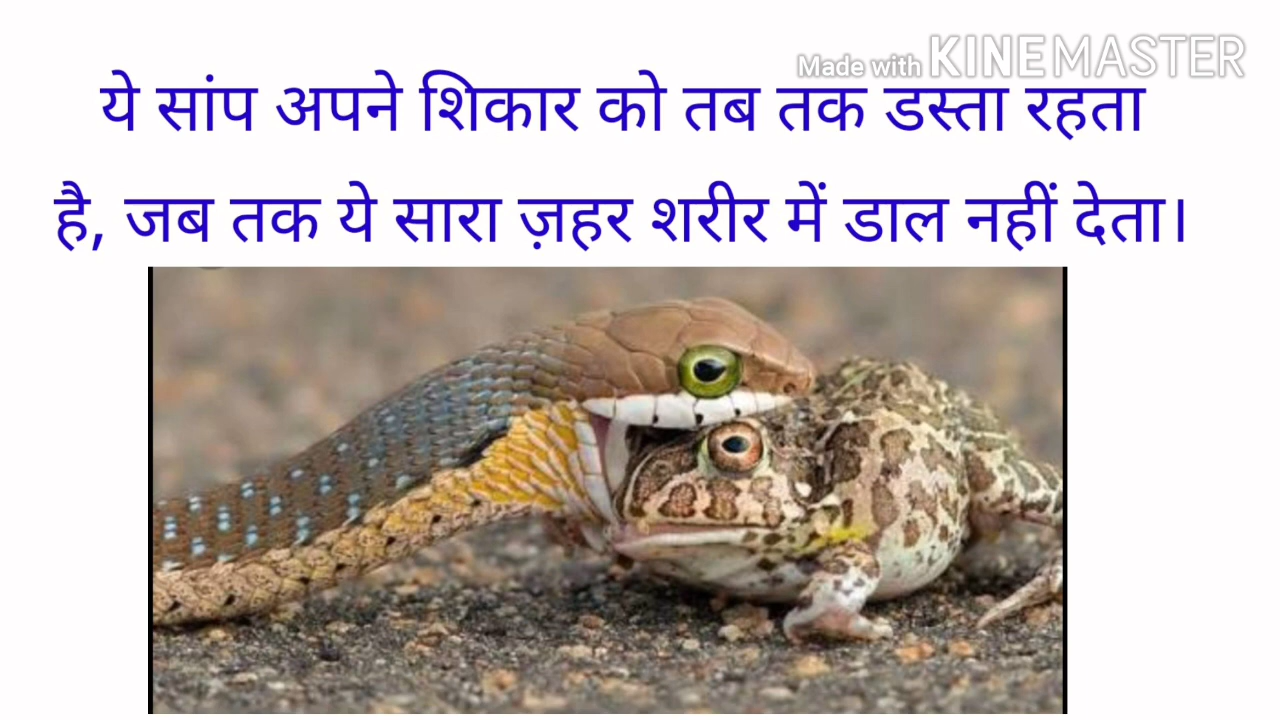 Made with KINEMASTER
ये सांप अपने शिकार को तब तक डस्ता रहता
है, जब तक ये सारा ज़हर शरीर में डाल नहीं देता।